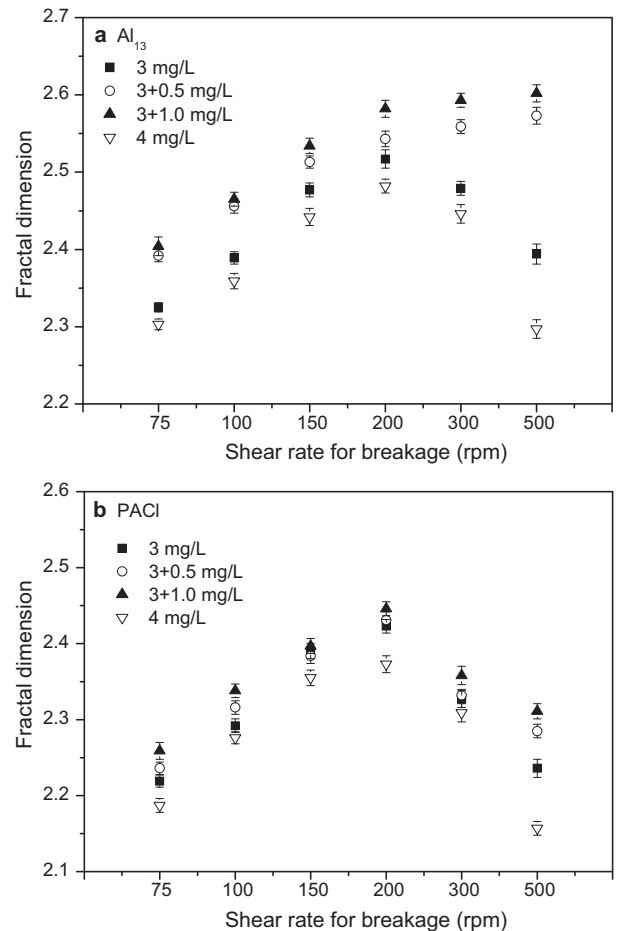 2.7
a Al13
3 mg/L
3+0.5 mg/L
2.6
3+1.0 mg/L
4 mg/L
2.5
Fractal dimension
2.4
2.3
2.2
75 100 150 200 300 500
Shear rate for breakage (rpm)
2.6
b PACl
3 mg/L
3+0.5 mg/L
2.5
3+1.0 mg/L
4 mg/L
2.4
Fractal dimension
2.3
2.2
2.1
75 100 150 200 300 500
Shear rate for breakage (rpm)